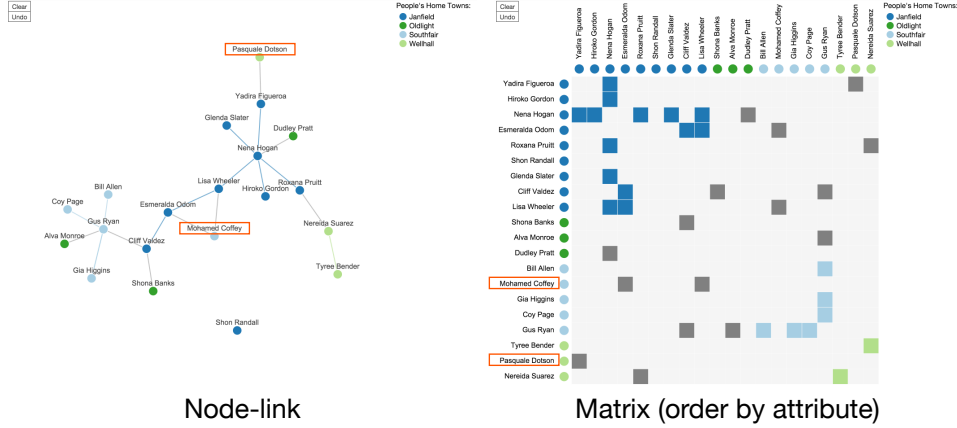 Clear
Undo
People's Home Towns:
Janfield
Oldlight
Southfair
Wellhall
Pasquale Dotson
Yadira Figueroa
Glenda Slater
Dudley Pratt
Nena Hogan
Lisa Wheeler
Hiroko Gordon
Roxana Pruitt
Bill Allen
Coy Page
Esmeralda Odom
Gus Ryan
Mohamed Coffey
Nereida Suarez
Alva Monroe
Cliff Valdez
Gia Higgins
Shona Banks
Tyree Bender
Shon Randall
Node-link
Clear
Undo
People's Home Towns:
Janfield
Oldlight
Southfair
Wellhall
Yadira Figueroa
Hiroko Gordon
Nena Hogan
Esmeralda Odom
Roxana Pruitt
Shon Randall
Glenda Slater
Cliff Valdez
Lisa Wheeler
Shona Banks
Alva Monroe
Dudley Pratt
Bill Allen
Mohamed Coffey
Gia Higgins
Coy Page
Gus Ryan
Tyree Bender
Pasquale Dotson
Nereida Suarez
Yadira Figueroa
Hiroko Gordon
Nena Hogan
Esmeralda Odom
Roxana Pruitt
Shon Randall
Glenda Slater
Cliff Valdez
Lisa Wheeler
Shona Banks
Alva Monroe
Dudley Pratt
Bill Allen
Mohamed Coffey
Gia Higgins
Coy Page
Gus Ryan
Tyree Bender
Pasquale Dotson
Nereida Suarez
Matrix (order by attribute)